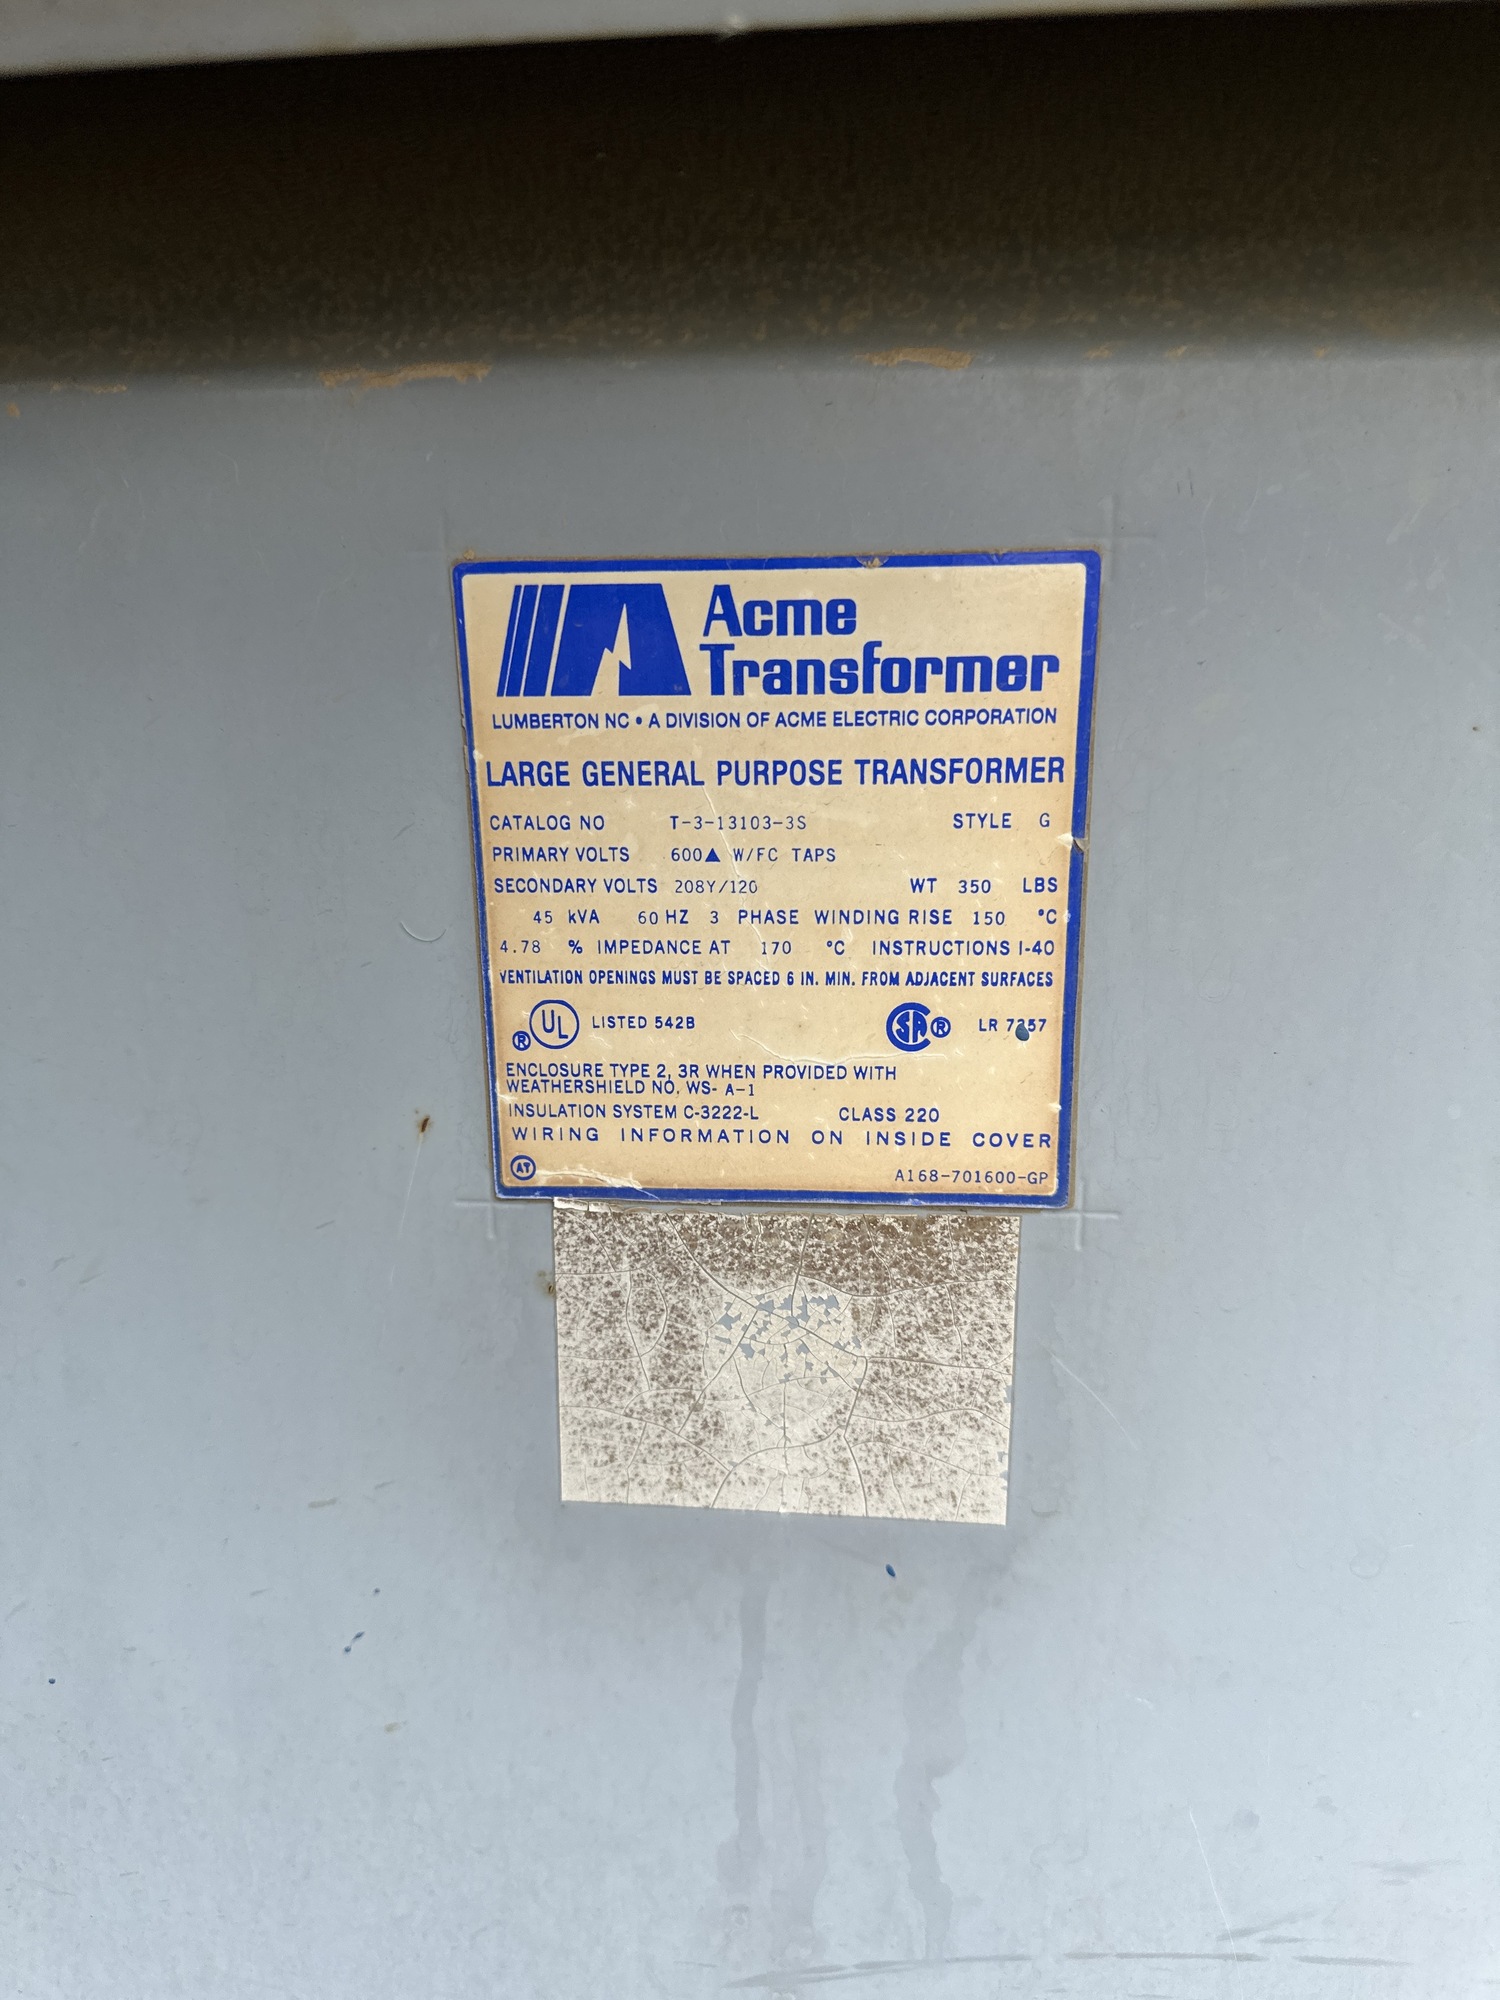 Acme
Transformer
LUMBERTON NC • A DIVISION OF ACME ELECTRIC CORPORATION
LARGE GENERAL PURPOSE TRANSFORMER
CATALOG NO T-3-13103-3S STYLE G
PRIMARY VOLTS 600▲ W/FC TAPS
SECONDARY VOLTS 208Y/120 WT 350 LBS
45 kVA 60 HZ 3 PHASE WINDING RISE 150 °C
4.78 % IMPEDANCE AT 170 °C INSTRUCTIONS I-40
VENTILATION OPENINGS MUST BE SPACED 6 IN. MIN. FROM ADJACENT SURFACES
UL ® LISTED 542B SA ® LR
ENCLOSURE TYPE 2, 3R WHEN PROVIDED WITH
WEATHERSHIELD NO. WS- A-1
INSULATION SYSTEM C-3222-L CLASS 220
WIRING INFORMATION ON INSIDE COVER
AT A168-701600-GP